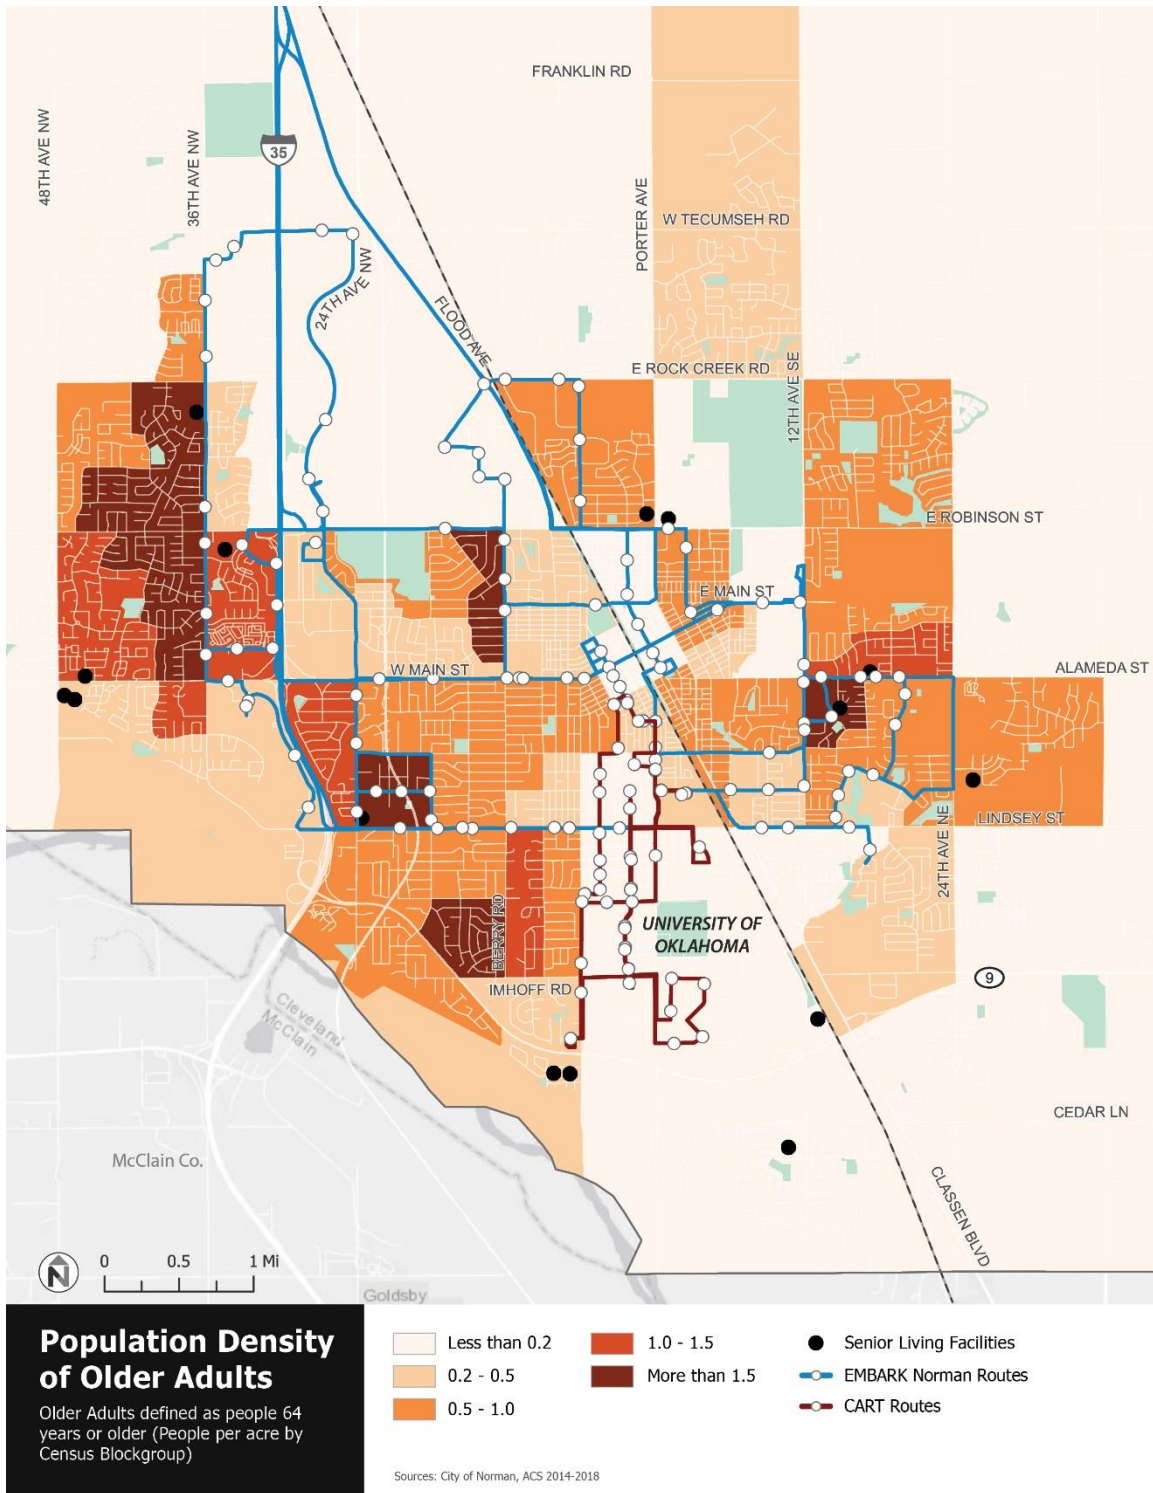 FRANKLIN RD
48TH AVE NW
36TH AVE NW
35
PORTER AVE
W TECUMSEH RD
24TH AVE NW
FLOOD AVE
E ROCK CREEK RD
12TH AVE SE
E ROBINSON ST
E MAIN ST
W MAIN ST
ALAMEDA ST
LINDSEY ST
24TH AVE NE
BERRY RD
UNIVERSITY OF
OKLAHOMA
IMHOFF RD
9
Cleveland
McClain
CEDAR LN
McClain Co.
CLASSEN BLVD
N
0 0.5 1 Mi
Goldsby
Population Density
of Older Adults
Older Adults defined as people 64
years or older (People per acre by
Census Blockgroup)
Less than 0.2
0.2 - 0.5
0.5 - 1.0
1.0 - 1.5
More than 1.5
Senior Living Facilities
EMBARK Norman Routes
CART Routes
Sources: City of Norman, ACS 2014-2018